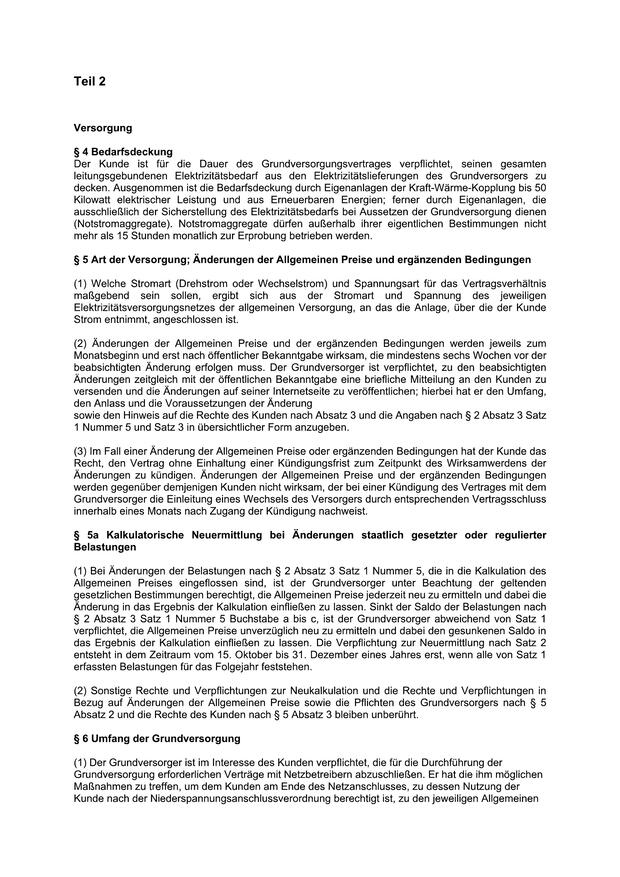 Teil 2
Versorgung
§ 4 Bedarfsdeckung
Der Kunde ist für die Dauer des Grundversorgungsvertrages verpflichtet, seinen gesamten
leitungsgebundenen Elektrizitätsbedarf aus den Elektrizitätslieferungen des Grundversorgers zu
decken. Ausgenommen ist die Bedarfsdeckung durch Eigenanlagen der Kraft-Wärme-Kopplung bis 50
Kilowatt elektrischer Leistung und aus Erneuerbaren Energien; ferner durch Eigenanlagen, die
ausschließlich der Sicherstellung des Elektrizitätsbedarfs bei Aussetzen der Grundversorgung dienen
(Notstromaggregate). Notstromaggregate dürfen außerhalb ihrer eigentlichen Bestimmungen nicht
mehr als 15 Stunden monatlich zur Erprobung betrieben werden.
§ 5 Art der Versorgung; Änderungen der Allgemeinen Preise und ergänzenden Bedingungen
(1) Welche Stromart (Drehstrom oder Wechselstrom) und Spannungsart für das Vertragsverhältnis
maßgebend sein sollen, ergibt sich aus der Stromart und Spannung des jeweiligen
Elektrizitätsversorgungsnetzes der allgemeinen Versorgung, an das die Anlage, über die der Kunde
Strom entnimmt, angeschlossen ist.
(2) Änderungen der Allgemeinen Preise und der ergänzenden Bedingungen werden jeweils zum
Monatsbeginn und erst nach öffentlicher Bekanntgabe wirksam, die mindestens sechs Wochen vor der
beabsichtigten Änderung erfolgen muss. Der Grundversorger ist verpflichtet, zu den beabsichtigten
Änderungen zeitgleich mit der öffentlichen Bekanntgabe eine briefliche Mitteilung an den Kunden zu
versenden und die Änderungen auf seiner Internetseite zu veröffentlichen; hierbei hat er den Umfang,
den Anlass und die Voraussetzungen der Änderung
sowie den Hinweis auf die Rechte des Kunden nach Absatz 3 und die Angaben nach § 2 Absatz 3 Satz
1 Nummer 5 und Satz 3 in übersichtlicher Form anzugeben.
(3) Im Fall einer Änderung der Allgemeinen Preise oder ergänzenden Bedingungen hat der Kunde das
Recht, den Vertrag ohne Einhaltung einer Kündigungsfrist zum Zeitpunkt des Wirksamwerdens der
Änderungen zu kündigen. Änderungen der Allgemeinen Preise und der ergänzenden Bedingungen
werden gegenüber demjenigen Kunden nicht wirksam, der bei einer Kündigung des Vertrages mit dem
Grundversorger die Einleitung eines Wechsels des Versorgers durch entsprechenden Vertragsschluss
innerhalb eines Monats nach Zugang der Kündigung nachweist.
§ 5a Kalkulatorische Neuermittlung bei Änderungen staatlich gesetzter oder regulierter
Belastungen
(1) Bei Änderungen der Belastungen nach § 2 Absatz 3 Satz 1 Nummer 5, die in die Kalkulation des
Allgemeinen Preises eingeflossen sind, ist der Grundversorger unter Beachtung der geltenden
gesetzlichen Bestimmungen berechtigt, die Allgemeinen Preise jederzeit neu zu ermitteln und dabei die
Änderung in das Ergebnis der Kalkulation einfließen zu lassen. Sinkt der Saldo der Belastungen nach
§ 2 Absatz 3 Satz 1 Nummer 5 Buchstabe a bis c, ist der Grundversorger abweichend von Satz 1
verpflichtet, die Allgemeinen Preise unverzüglich neu zu ermitteln und dabei den gesunkenen Saldo in
das Ergebnis der Kalkulation einfließen zu lassen. Die Verpflichtung zur Neuermittlung nach Satz 2
entsteht in dem Zeitraum vom 15. Oktober bis 31. Dezember eines Jahres erst, wenn alle von Satz 1
erfassten Belastungen für das Folgejahr feststehen.
(2) Sonstige Rechte und Verpflichtungen zur Neukalkulation und die Rechte und Verpflichtungen in
Bezug auf Änderungen der Allgemeinen Preise sowie die Pflichten des Grundversorgers nach § 5
Absatz 2 und die Rechte des Kunden nach § 5 Absatz 3 bleiben unberührt.
§ 6 Umfang der Grundversorgung
(1) Der Grundversorger ist im Interesse des Kunden verpflichtet, die für die Durchführung der
Grundversorgung erforderlichen Verträge mit Netzbetreibern abzuschließen. Er hat die ihm möglichen
Maßnahmen zu treffen, um dem Kunden am Ende des Netzanschlusses, zu dessen Nutzung der
Kunde nach der Niederspannungsanschlussverordnung berechtigt ist, zu den jeweiligen Allgemeinen